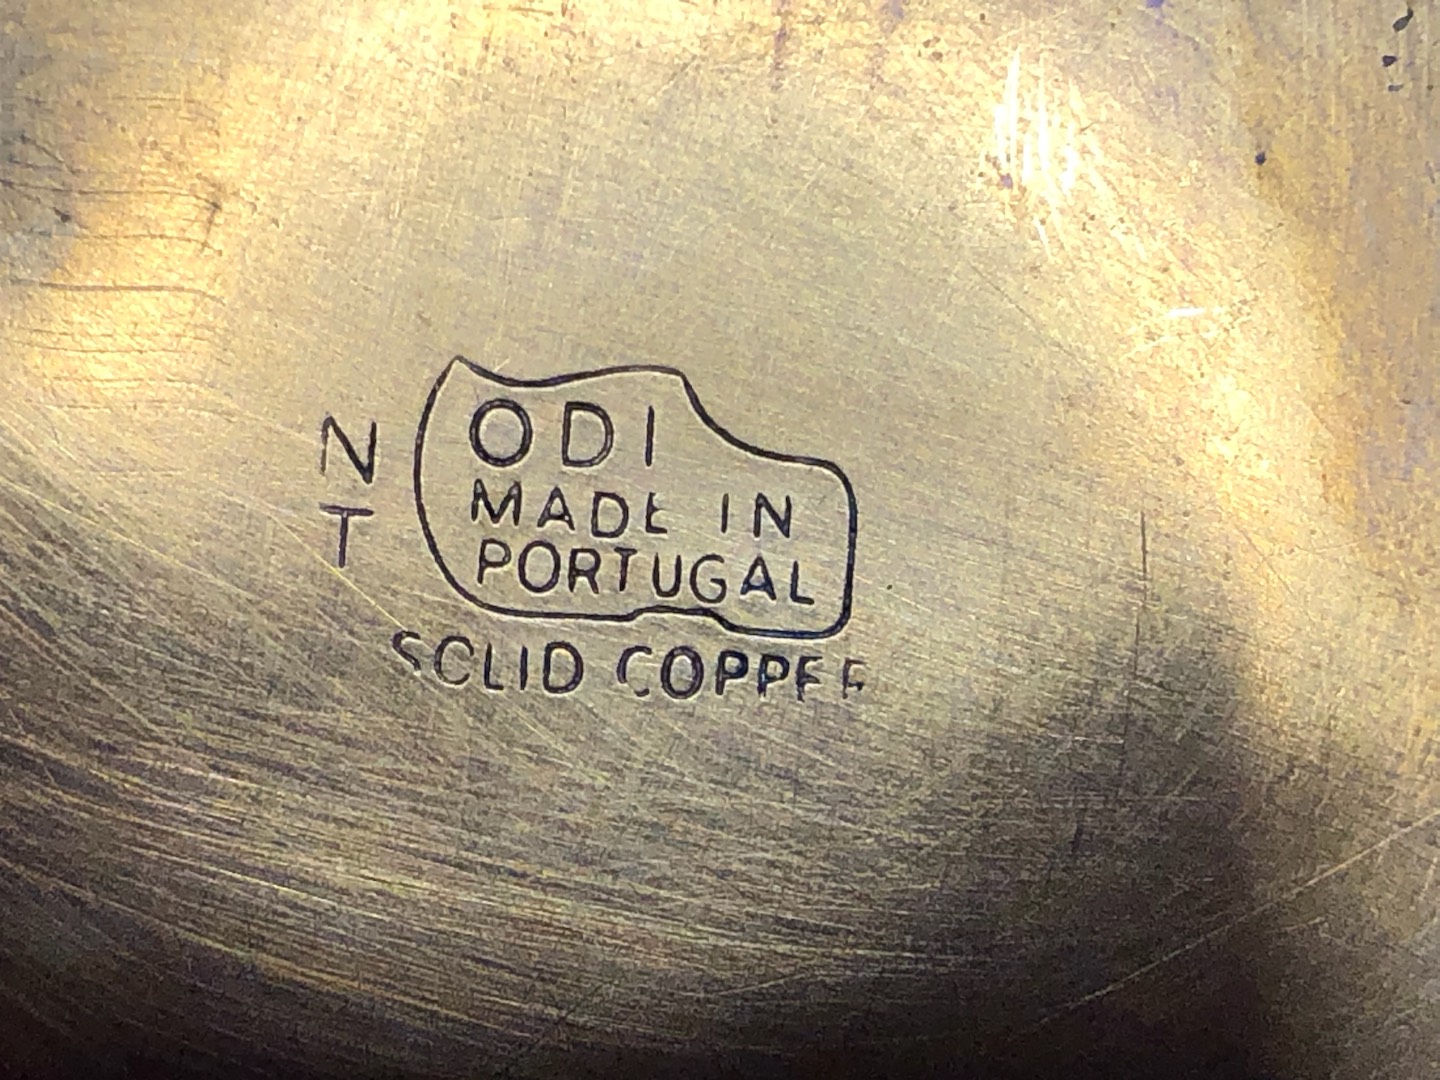 N
T
ODI
MADE IN
PORTUGAL
SOLID COPPER